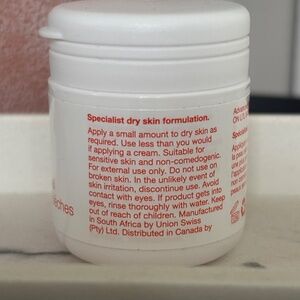 Specialist dry skin formulation.
Apply a small amount to dry skin as
required. Use less than you would
if applying a cream. Suitable for
sensitive skin and non-comedogenic.
For external use only. Do not use on
broken skin. In the unlikely event of
skin irritation, discontinue use. Avoid
contact with eyes. If product gets into
eyes, rinse thoroughly with water. Keep
out of reach of children. Manufactured
in South Africa by Union Swiss
(Pty) Ltd. Distributed in Canada by